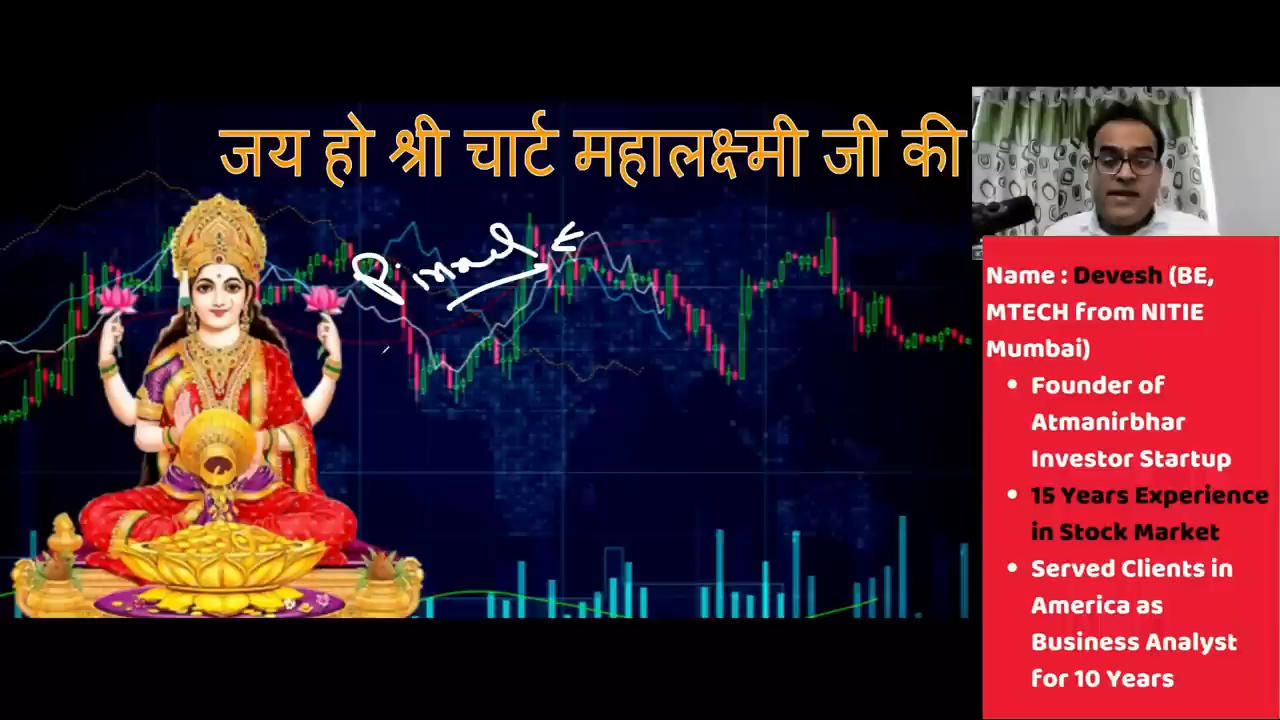 जय हो श्री चार्ट महालक्ष्मी जी की
Name : Devesh (BE,
MTECH from NITIE
Mumbai)
• Founder of
Atmanirbhar
Investor Startup
• 15 Years Experience
in Stock Market
• Served Clients in
America as
Business Analyst
for 10 Years